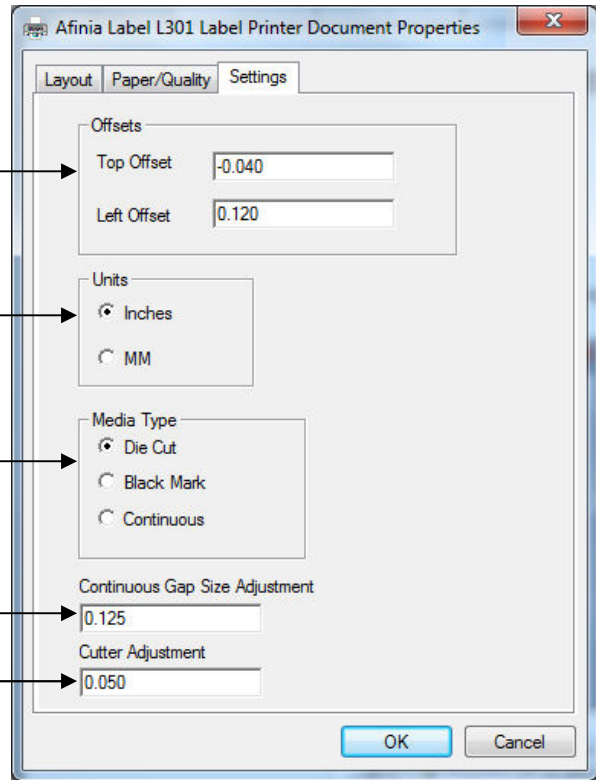 Afinia Label L301 Label Printer Document Properties
Layout Paper/Quality Settings
Offsets
Top Offset -0.040
Left Offset 0.120
Units
Inches
MM
Media Type
Die Cut
Black Mark
Continuous
Continuous Gap Size Adjustment
0.125
Cutter Adjustment
0.050
OK Cancel